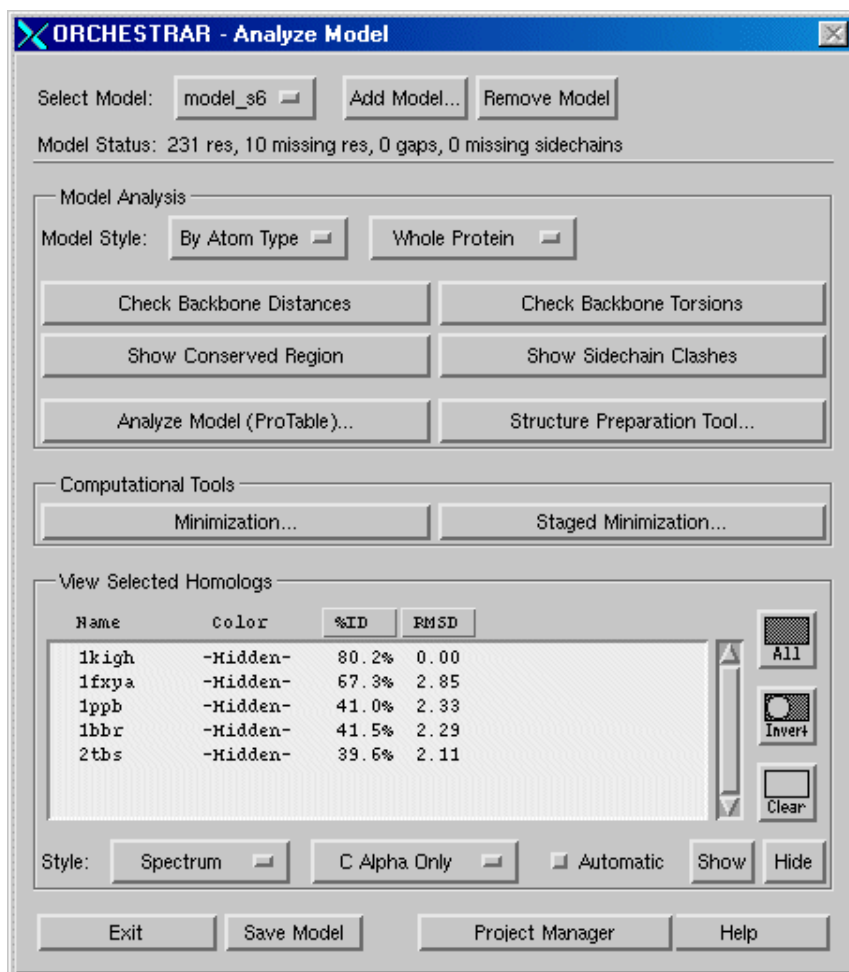 ORCHESTRAR - Analyze Model
Select Model: model_s6 Add Model... Remove Model
Model Status: 231 res, 10 missing res, 0 gaps, 0 missing sidechains
Model Analysis
Model Style: By Atom Type Whole Protein
Check Backbone Distances Check Backbone Torsions
Show Conserved Region Show Sidechain Clashes
Analyze Model (ProTable)... Structure Preparation Tool...
Computational Tools
Minimization... Staged Minimization...
View Selected Homologs
Name Color %ID RMSD
1kigh -Hidden- 80.2% 0.00
1fxya -Hidden- 67.3% 2.85
1ppb -Hidden- 41.0% 2.33
1bbr -Hidden- 41.5% 2.29
2tbs -Hidden- 39.6% 2.11
All
Invert
Clear
Style: Spectrum C Alpha Only Automatic Show Hide
Exit Save Model Project Manager Help